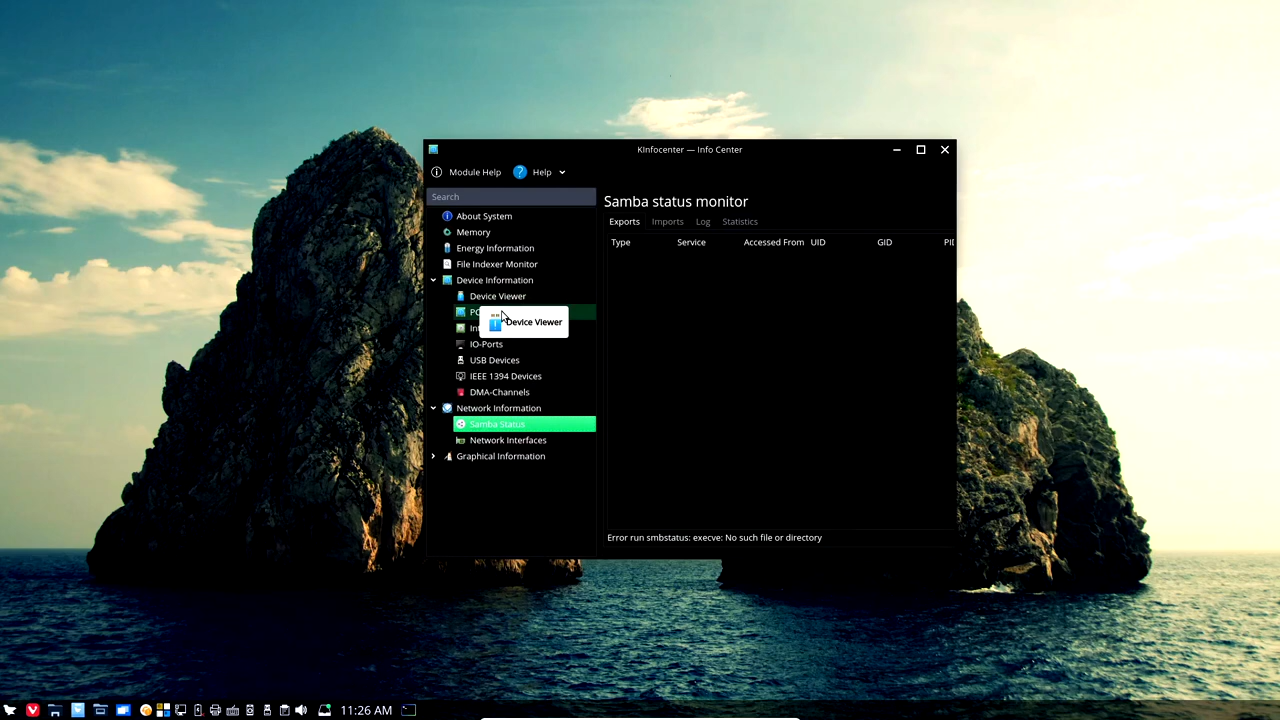 KInfocenter — Info Center
Module Help
Help
Search
About System
Memory
Energy Information
File Indexer Monitor
Device Information
Device Viewer
PC
Device Viewer
Int
IO-Ports
USB Devices
IEEE 1394 Devices
DMA-Channels
Network Information
Samba Status
Network Interfaces
Graphical Information
Samba status monitor
Exports Imports Log Statistics
Type Service Accessed From UID GID PID
Error run smbstatus: execve: No such file or directory
11:26 AM